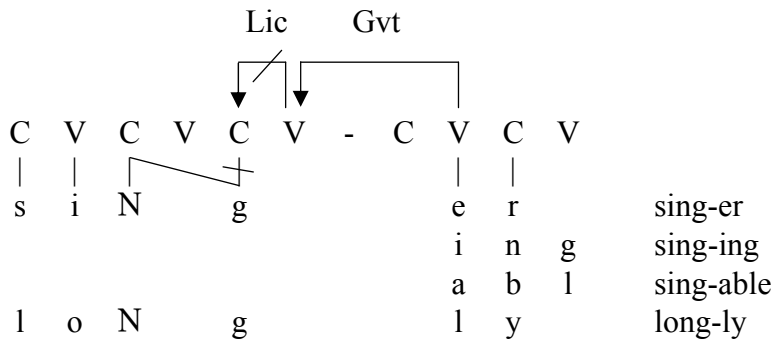 Lic Gvt
C V C V C V - C V C V
s i N g e r sing-er
i n g sing-ing
a b l sing-able
l o N g l y long-ly